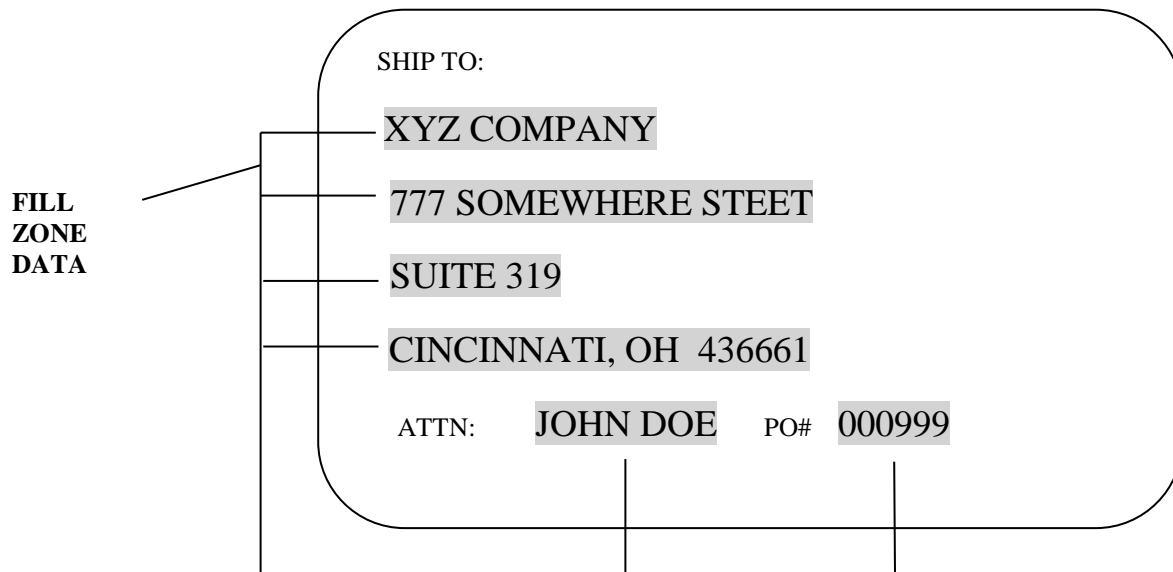 SHIP TO:
XYZ COMPANY
FILL
ZONE
DATA
777 SOMEWHERE STEET
SUITE 319
CINCINNATI, OH  436661
ATTN: JOHN DOE PO# 000999